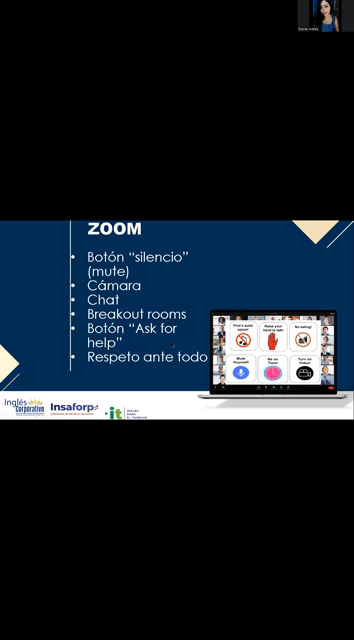 ZOOM
• Botón “silencio”
(mute)
• Cámara
• Chat
• Breakout rooms
• Botón “Ask for
help”
• Respeto ante todo
Find a quiet
space!
Raise your
hand to talk!
No eating!
Mute
Yourself!
Be on
Time!
Turn on
Video!
Inglés
Corporativo
Insaforp
it
INGLÉS
PARA
EL TRABAJO